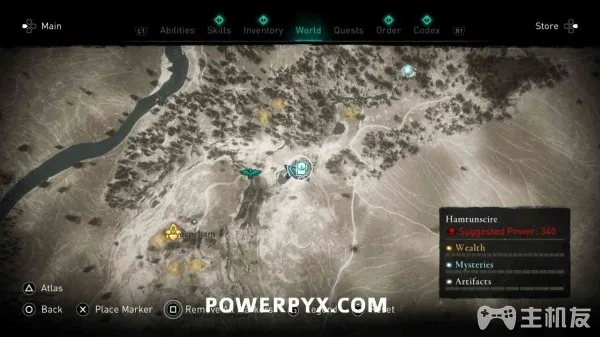 Main
L1
Abilities
Skills
Inventory
World
Quests
Order
Codex
R1
Store
Hamtunscire
Suggested Power: 340
Wealth
Mysteries
Artifacts
Atlas
Back
Place Marker
POWERPYX.COM
主机友